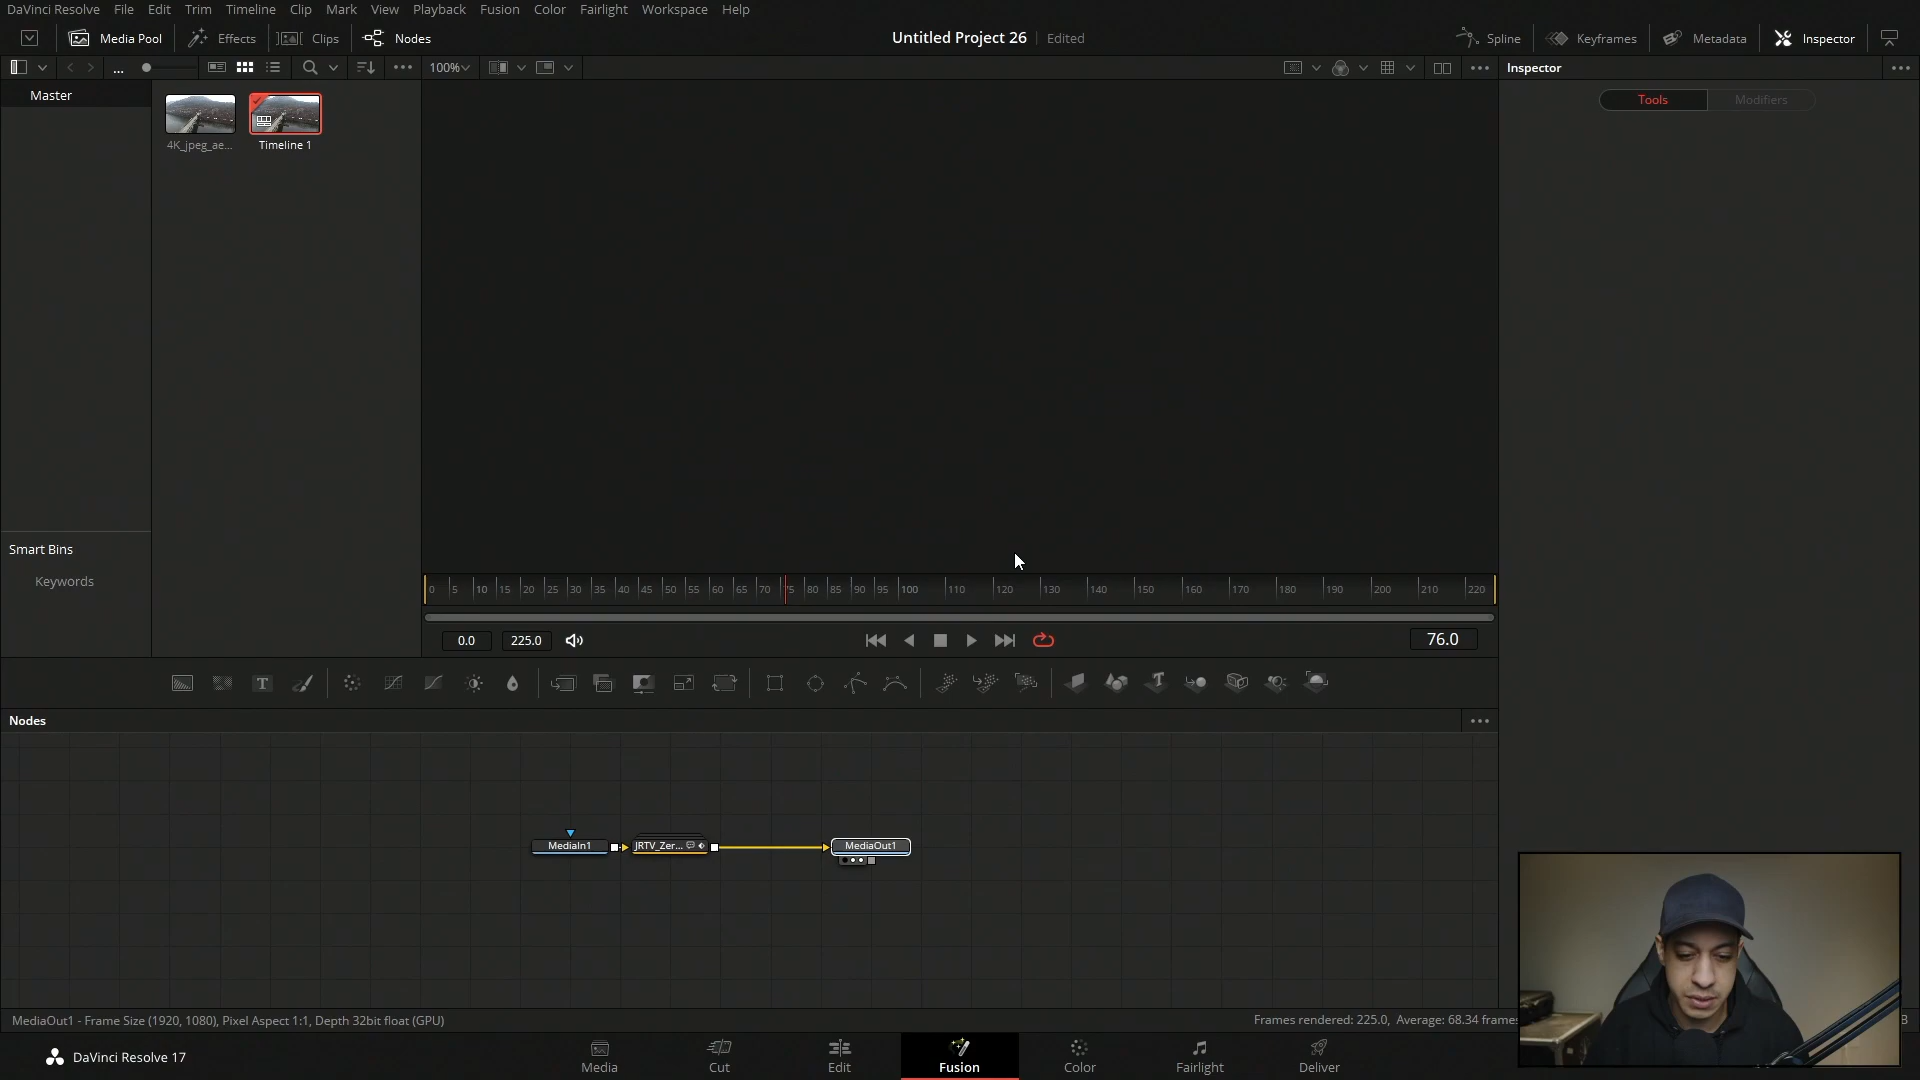 DaVinci Resolve File Edit Trim Timeline Clip Mark View Playback Fusion Color Fairlight Workspace Help
Media Pool Effects Clips Nodes Untitled Project 26 Edited Spline Keyframes Metadata Inspector
... 100% Inspector
Master
Tools Modifiers
4K_jpeg_ae... Timeline 1
Smart Bins
Keywords
0 5 10 15 20 25 30 35 40 45 50 55 60 65 70 75 80 85 90 95 100 110 120 130 140 150 160 170 180 190 200 210 220
0.0 225.0 76.0
Nodes
MediaIn1 JRTV_Zer... MediaOut1
MediaOut1 - Frame Size (1920, 1080), Pixel Aspect 1:1, Depth 32bit float (GPU) Frames rendered: 225.0, Average: 68.34 frames
DaVinci Resolve 17 Media Cut Edit Fusion Color Fairlight Deliver